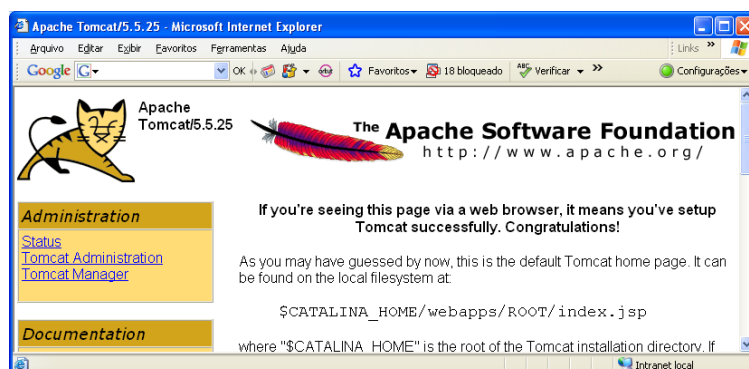 Apache Tomcat/5.5.25 - Microsoft Internet Explorer
Arquivo Editar Exibir Favoritos Ferramentas Ajuda Links »
Google G OK Favoritos 18 bloqueado ABC Verificar » Configurações
Apache
Tomcat/5.5.25
The Apache Software Foundation
http://www.apache.org/
Administration
Status
Tomcat Administration
Tomcat Manager
Documentation
If you're seeing this page via a web browser, it means you've setup
Tomcat successfully. Congratulations!
As you may have guessed by now, this is the default Tomcat home page. It can
be found on the local filesystem at:
$CATALINA_HOME/webapps/ROOT/index.jsp
where "$CATALINA_HOME" is the root of the Tomcat installation directory. If
Intranet local